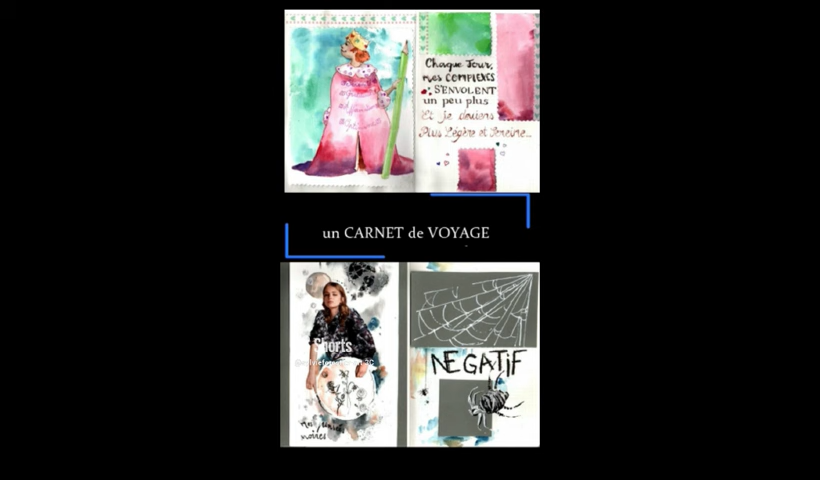 Chaque Jour,
mes COMPLEXES
S'ENVOLENT
un peu plus
Et je deviens
Plus Légère et Sereine...
un CARNET de VOYAGE
Shorts
NEGATIF
noires